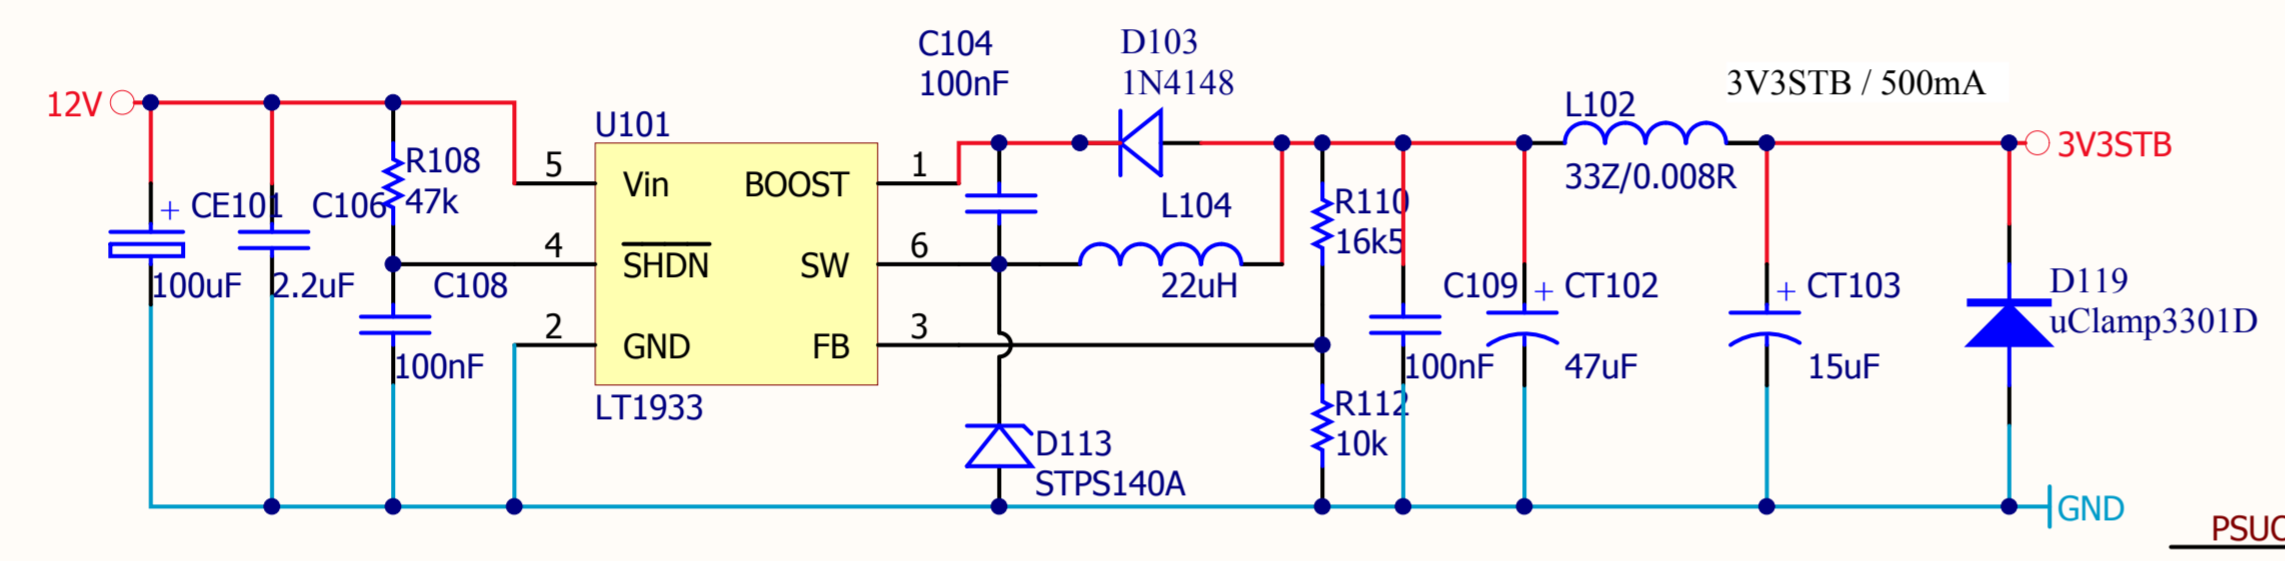 12V
CE101
+
100uF
C106
2.2uF
R108
47k
C108
100nF
U101
5
Vin
4
SHDN
2
GND
BOOST
1
SW
6
FB
3
LT1933
C104
100nF
D103
1N4148
L104
22uH
D113
STPS140A
R110
16k5
R112
10k
C109
100nF
+
CT102
47uF
L102
33Z/0.008R
3V3STB / 500mA
+
CT103
15uF
3V3STB
D119
uClamp3301D
GND